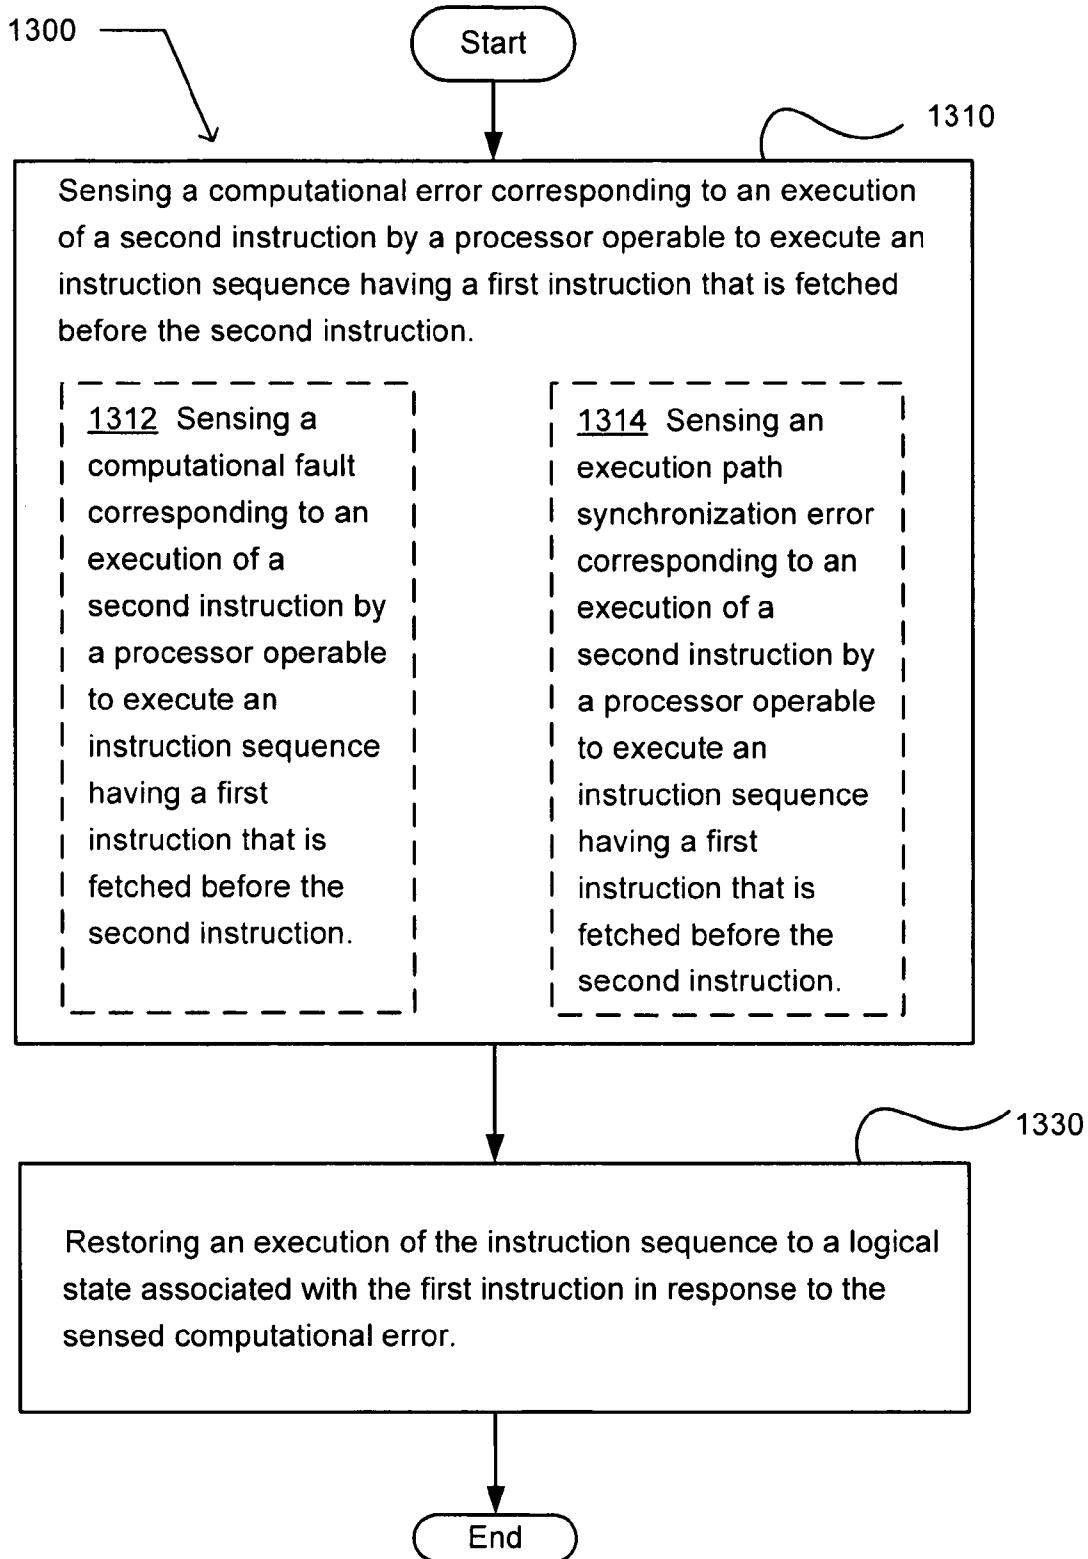 1300
Start
1310
Sensing a computational error corresponding to an execution
of a second instruction by a processor operable to execute an
instruction sequence having a first instruction that is fetched
before the second instruction.
1312 Sensing a
computational fault
corresponding to an
execution of a
second instruction by
a processor operable
to execute an
instruction sequence
having a first
instruction that is
fetched before the
second instruction.
1314 Sensing an
execution path
synchronization error
corresponding to an
execution of a
second instruction by
a processor operable
to execute an
instruction sequence
having a first
instruction that is
fetched before the
second instruction.
1330
Restoring an execution of the instruction sequence to a logical
state associated with the first instruction in response to the
sensed computational error.
End